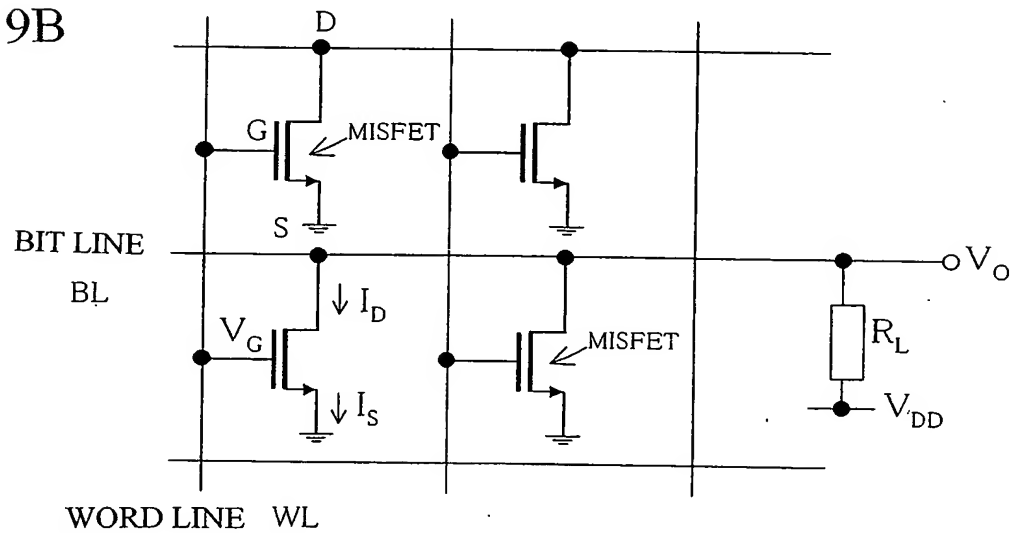 9B
D
G
MISFET
S
BIT LINE
BL
V_O
I_D
V_G
MISFET
R_L
I_S
V_DD
WORD LINE WL